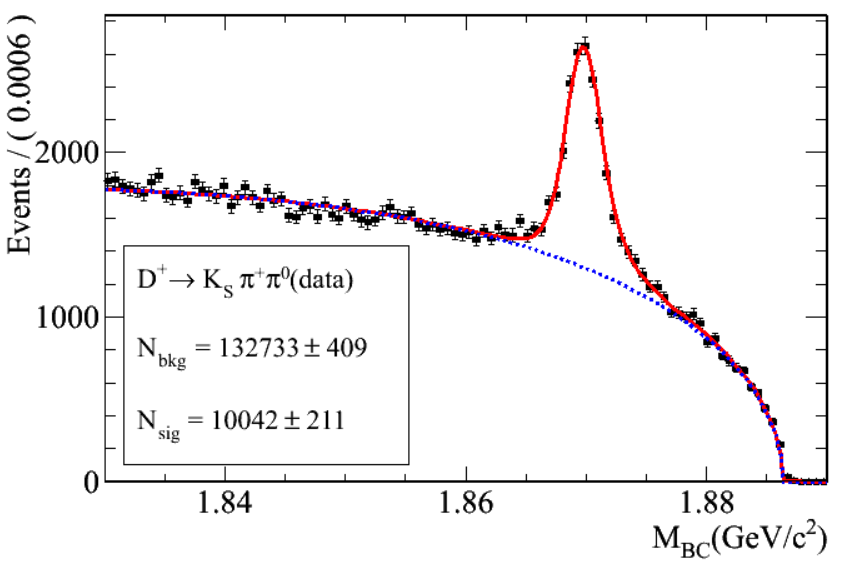 Events / ( 0.0006 )
2000
1000
0
D⁺→ K_S π⁺π⁰(data)
N_bkg = 132733 ± 409
N_sig = 10042 ± 211
1.84 1.86 1.88
M_BC(GeV/c²)